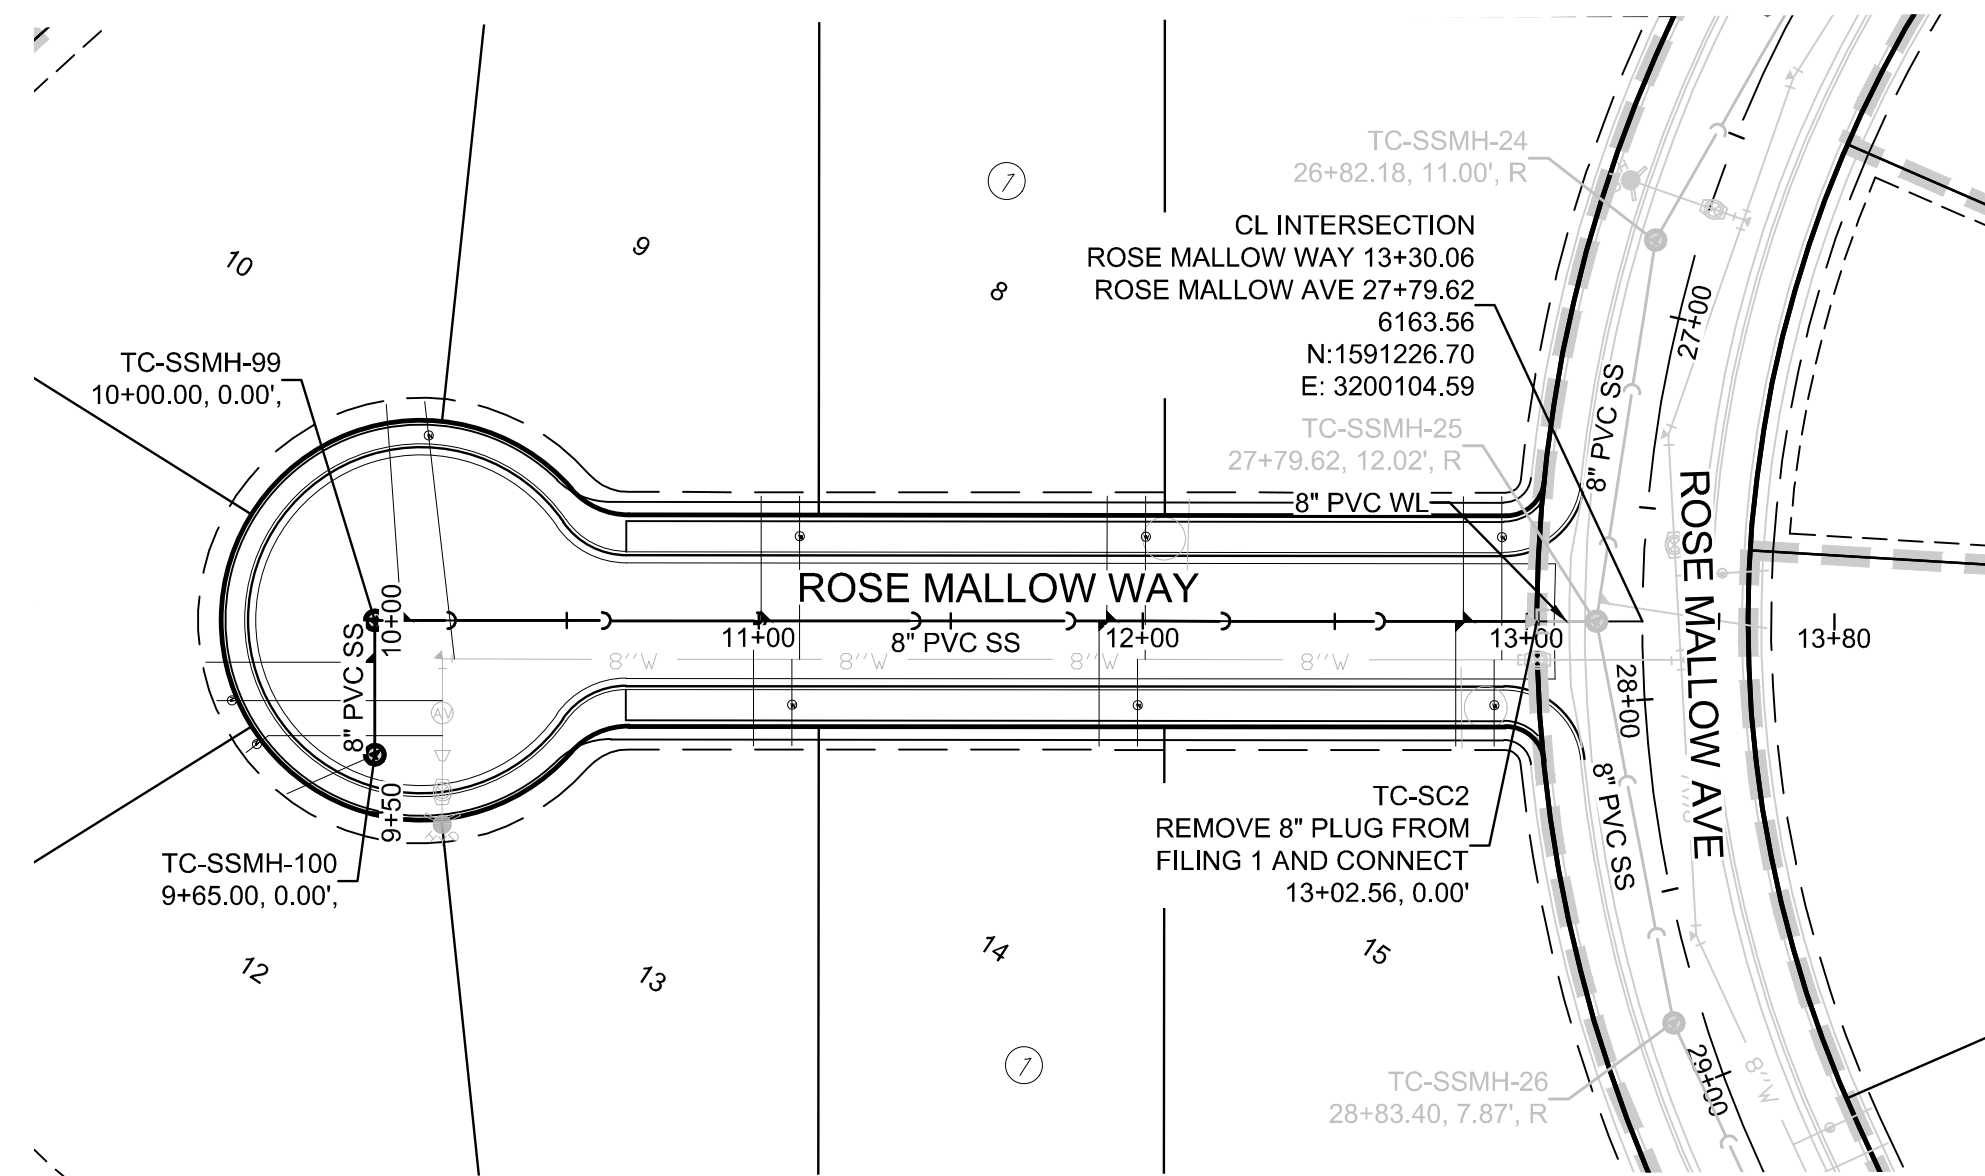 TC-SSMH-24
26+82.18, 11.00', R
7
10
9
8
CL INTERSECTION
ROSE MALLOW WAY 13+30.06
ROSE MALLOW AVE 27+79.62
6163.56
N:1591226.70
E: 3200104.59
27+00
TC-SSMH-99
10+00.00, 0.00',
TC-SSMH-25
27+79.62, 12.02', R
8" PVC SS
8" PVC WL
ROSE MALLOW AVE
ROSE MALLOW WAY
10+00
11+00
8" PVC SS
12+00
13+00
13+80
8" PVC SS
8"W
8"W
8"W
8"W
28+00
AV
9+50
8" PVC SS
TC-SC2
REMOVE 8" PLUG FROM
FILING 1 AND CONNECT
13+02.56, 0.00'
TC-SSMH-100
9+65.00, 0.00',
12
13
14
15
7
TC-SSMH-26
28+83.40, 7.87', R
29+00
8"W